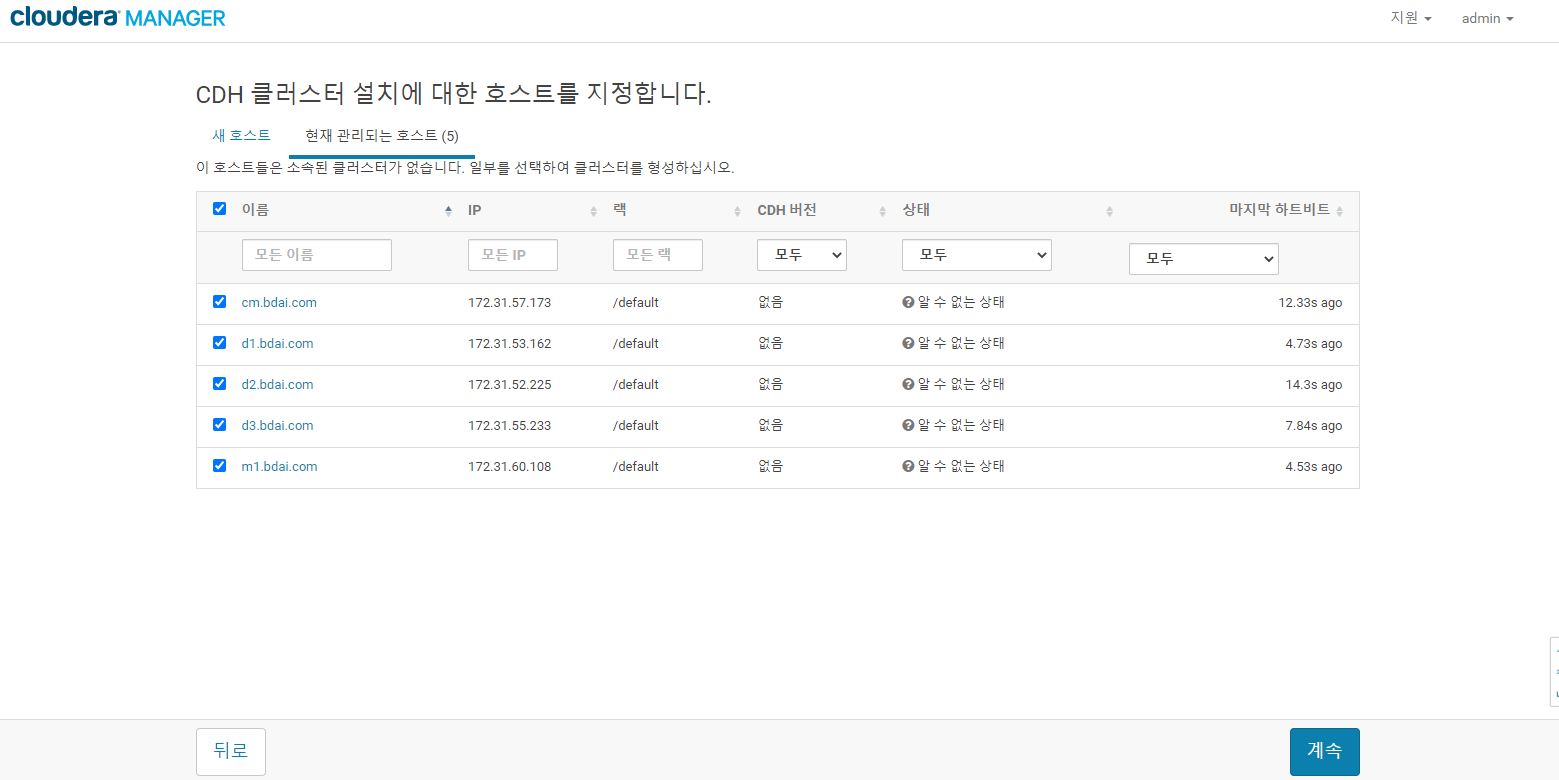 cloudera MANAGER 지원 admin
CDH 클러스터 설치에 대한 호스트를 지정합니다.
새 호스트 현재 관리되는 호스트 (5)
이 호스트들은 소속된 클러스터가 없습니다. 일부를 선택하여 클러스터를 형성하십시오.
이름 IP 랙 CDH 버전 상태 마지막 하트비트
모든 이름 모든 IP 모든 랙 모두 모두 모두
cm.bdai.com 172.31.57.173 /default 없음 알 수 없는 상태 12.33s ago
d1.bdai.com 172.31.53.162 /default 없음 알 수 없는 상태 4.73s ago
d2.bdai.com 172.31.52.225 /default 없음 알 수 없는 상태 14.3s ago
d3.bdai.com 172.31.55.233 /default 없음 알 수 없는 상태 7.84s ago
m1.bdai.com 172.31.60.108 /default 없음 알 수 없는 상태 4.53s ago
뒤로 계속